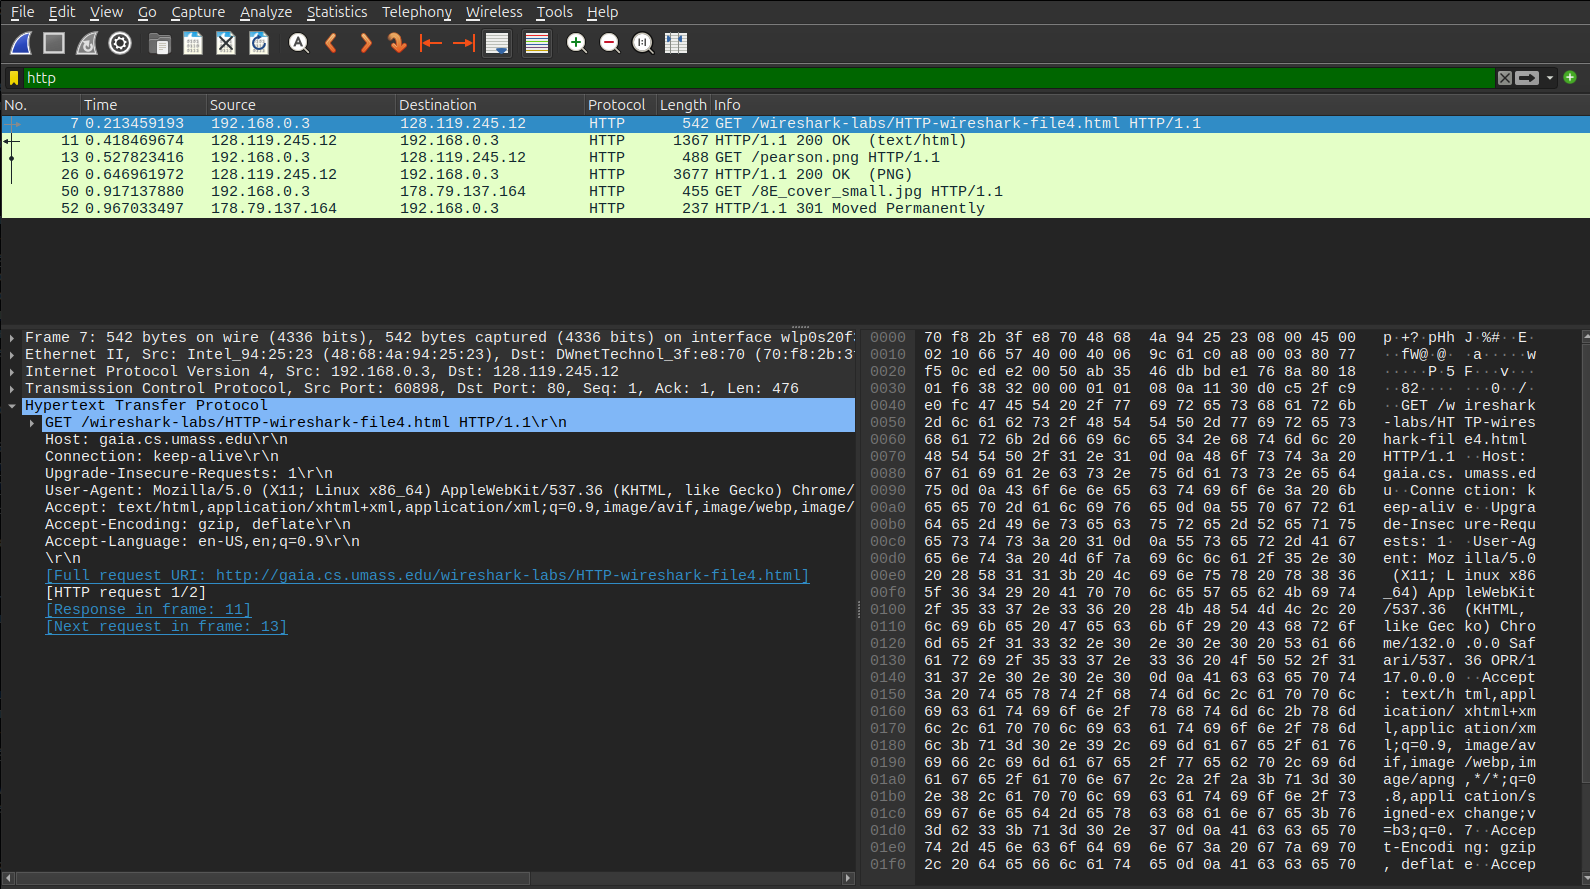 File Edit View Go Capture Analyze Statistics Telephony Wireless Tools Help
http
No. Time Source Destination Protocol Length Info
7 0.213459193 192.168.0.3 128.119.245.12 HTTP 542 GET /wireshark-labs/HTTP-wireshark-file4.html HTTP/1.1
11 0.418469674 128.119.245.12 192.168.0.3 HTTP 1367 HTTP/1.1 200 OK (text/html)
13 0.527823416 192.168.0.3 128.119.245.12 HTTP 488 GET /pearson.png HTTP/1.1
26 0.646961972 128.119.245.12 192.168.0.3 HTTP 3677 HTTP/1.1 200 OK (PNG)
50 0.917137880 192.168.0.3 178.79.137.164 HTTP 455 GET /8E_cover_small.jpg HTTP/1.1
52 0.967033497 178.79.137.164 192.168.0.3 HTTP 237 HTTP/1.1 301 Moved Permanently
Frame 7: 542 bytes on wire (4336 bits), 542 bytes captured (4336 bits) on interface wlp0s20f
Ethernet II, Src: Intel_94:25:23 (48:68:4a:94:25:23), Dst: DWnetTechnol_3f:e8:70 (70:f8:2b:3
Internet Protocol Version 4, Src: 192.168.0.3, Dst: 128.119.245.12
Transmission Control Protocol, Src Port: 60898, Dst Port: 80, Seq: 1, Ack: 1, Len: 476
Hypertext Transfer Protocol
GET /wireshark-labs/HTTP-wireshark-file4.html HTTP/1.1\r\n
Host: gaia.cs.umass.edu\r\n
Connection: keep-alive\r\n
Upgrade-Insecure-Requests: 1\r\n
User-Agent: Mozilla/5.0 (X11; Linux x86_64) AppleWebKit/537.36 (KHTML, like Gecko) Chrome/
Accept: text/html,application/xhtml+xml,application/xml;q=0.9,image/avif,image/webp,image/
Accept-Encoding: gzip, deflate\r\n
Accept-Language: en-US,en;q=0.9\r\n
\r\n
[Full request URI: http://gaia.cs.umass.edu/wireshark-labs/HTTP-wireshark-file4.html]
[HTTP request 1/2]
[Response in frame: 11]
[Next request in frame: 13]
0000 70 f8 2b 3f e8 70 48 68 4a 94 25 23 08 00 45 00 p·+?·pHh J·%#··E·
0010 02 10 66 57 40 00 40 06 9c 61 c0 a8 00 03 80 77 ··fW@·@· ·a·····w
0020 f5 0c ed e2 00 50 ab 35 46 db bd e1 76 8a 80 18 ·····P·5 F···v···
0030 01 f6 38 32 00 00 01 01 08 0a 11 30 d0 c5 2f c9 ··82···· ···0··/·
0040 e0 fc 47 45 54 20 2f 77 69 72 65 73 68 61 72 6b ··GET /w ireshark
0050 2d 6c 61 62 73 2f 48 54 54 50 2d 77 69 72 65 73 -labs/HT TP-wires
0060 68 61 72 6b 2d 66 69 6c 65 34 2e 68 74 6d 6c 20 hark-fil e4.html
0070 48 54 54 50 2f 31 2e 31 0d 0a 48 6f 73 74 3a 20 HTTP/1.1 ··Host:
0080 67 61 69 61 2e 63 73 2e 75 6d 61 73 73 2e 65 64 gaia.cs. umass.ed
0090 75 0d 0a 43 6f 6e 6e 65 63 74 69 6f 6e 3a 20 6b u··Conne ction: k
00a0 65 65 70 2d 61 6c 69 76 65 0d 0a 55 70 67 72 61 eep-aliv e··Upgra
00b0 64 65 2d 49 6e 73 65 63 75 72 65 2d 52 65 71 75 de-Insec ure-Requ
00c0 65 73 74 73 3a 20 31 0d 0a 55 73 65 72 2d 41 67 ests: 1· ·User-Ag
00d0 65 6e 74 3a 20 4d 6f 7a 69 6c 6c 61 2f 35 2e 30 ent: Moz illa/5.0
00e0 20 28 58 31 31 3b 20 4c 69 6e 75 78 20 78 38 36 (X11; L inux x86
00f0 5f 36 34 29 20 41 70 70 6c 65 57 65 62 4b 69 74 _64) App leWebKit
0100 2f 35 33 37 2e 33 36 20 28 4b 48 54 4d 4c 2c 20 /537.36 (KHTML,
0110 6c 69 6b 65 20 47 65 63 6b 6f 29 20 43 68 72 6f like Gec ko) Chro
0120 6d 65 2f 31 33 32 2e 30 2e 30 2e 30 20 53 61 66 me/132.0 .0.0 Saf
0130 61 72 69 2f 35 33 37 2e 33 36 20 4f 50 52 2f 31 ari/537. 36 OPR/1
0140 31 37 2e 30 2e 30 2e 30 0d 0a 41 63 63 65 70 74 17.0.0.0 ··Accept
0150 3a 20 74 65 78 74 2f 68 74 6d 6c 2c 61 70 70 6c : text/h tml,appl
0160 69 63 61 74 69 6f 6e 2f 78 68 74 6d 6c 2b 78 6d ication/ xhtml+xm
0170 6c 2c 61 70 70 6c 69 63 61 74 69 6f 6e 2f 78 6d l,applic ation/xm
0180 6c 3b 71 3d 30 2e 39 2c 69 6d 61 67 65 2f 61 76 l;q=0.9, image/av
0190 69 66 2c 69 6d 61 67 65 2f 77 65 62 70 2c 69 6d if,image /webp,im
01a0 61 67 65 2f 61 70 6e 67 2c 2a 2f 2a 3b 71 3d 30 age/apng ,*/*;q=0
01b0 2e 38 2c 61 70 70 6c 69 63 61 74 69 6f 6e 2f 73 .8,appli cation/s
01c0 69 67 6e 65 64 2d 65 78 63 68 61 6e 67 65 3b 76 igned-ex change;v
01d0 3d 62 33 3b 71 3d 30 2e 37 0d 0a 41 63 63 65 70 =b3;q=0. 7··Accep
01e0 74 2d 45 6e 63 6f 64 69 6e 67 3a 20 67 7a 69 70 t-Encodi ng: gzip
01f0 2c 20 64 65 66 6c 61 74 65 0d 0a 41 63 63 65 70 , deflat e··Accep